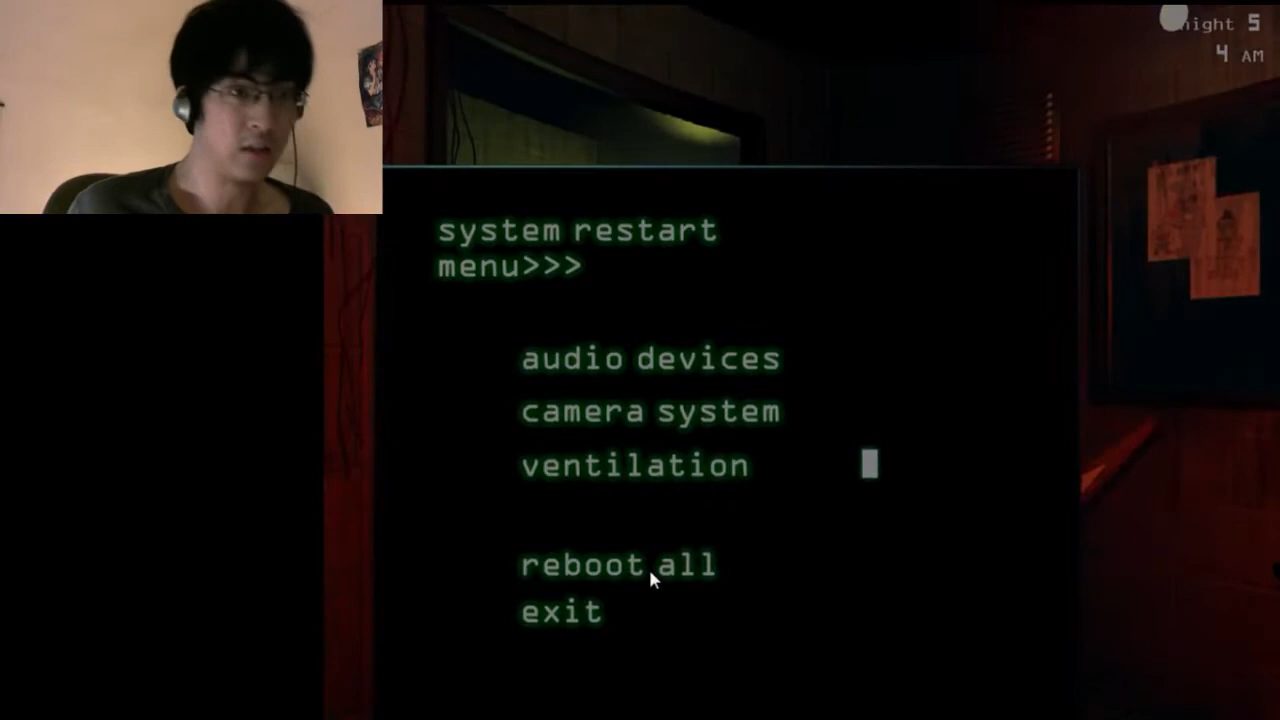 night 5
4 AM
system restart
menu>>>
audio devices
camera system
ventilation
reboot all
exit